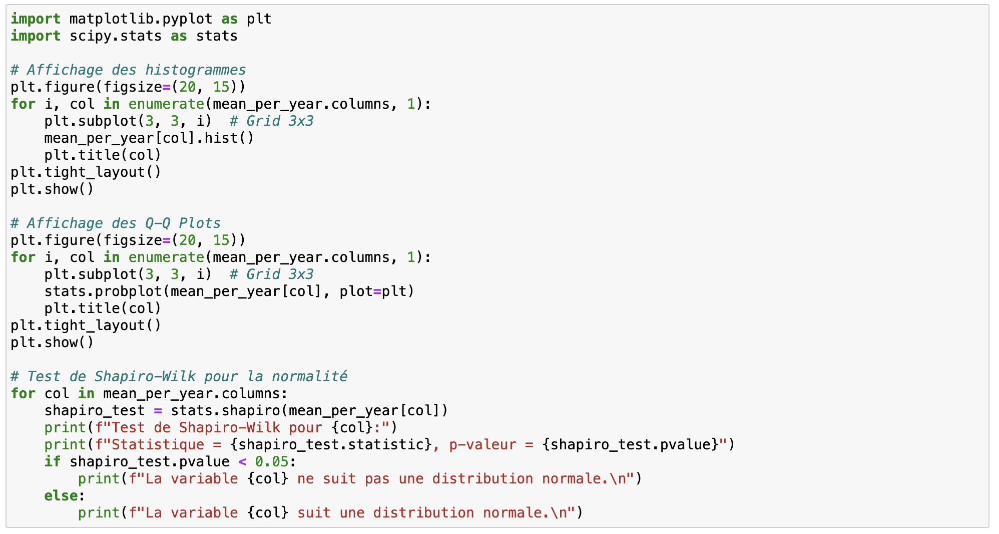 import matplotlib.pyplot as plt
import scipy.stats as stats

# Affichage des histogrammes
plt.figure(figsize=(20, 15))
for i, col in enumerate(mean_per_year.columns, 1):
    plt.subplot(3, 3, i)  # Grid 3x3
    mean_per_year[col].hist()
    plt.title(col)
plt.tight_layout()
plt.show()

# Affichage des Q-Q Plots
plt.figure(figsize=(20, 15))
for i, col in enumerate(mean_per_year.columns, 1):
    plt.subplot(3, 3, i)  # Grid 3x3
    stats.probplot(mean_per_year[col], plot=plt)
    plt.title(col)
plt.tight_layout()
plt.show()

# Test de Shapiro-Wilk pour la normalité
for col in mean_per_year.columns:
    shapiro_test = stats.shapiro(mean_per_year[col])
    print(f"Test de Shapiro-Wilk pour {col}:")
    print(f"Statistique = {shapiro_test.statistic}, p-valeur = {shapiro_test.pvalue}")
    if shapiro_test.pvalue < 0.05:
        print(f"La variable {col} ne suit pas une distribution normale.\n")
    else:
        print(f"La variable {col} suit une distribution normale.\n")